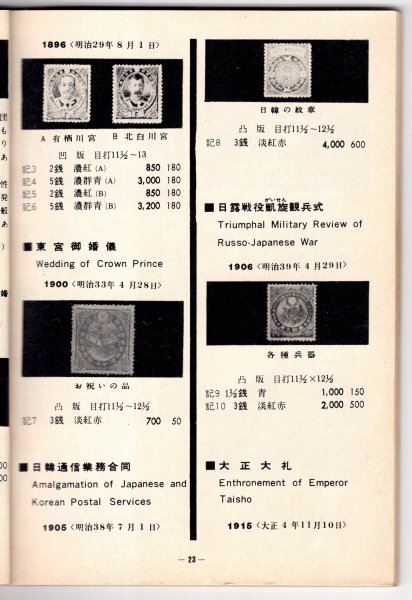 1896〈明治29年8月1日〉
A 有栖川宮 B 北白川宮
凹版 目打11½～13
記3 2銭 濃紅(A) 850 180
記4 5銭 濃群青(A) 3,000 180
記5 2銭 濃紅(B) 850 180
記6 5銭 濃群青(B) 3,200 180
■東宮御婚儀
Wedding of Crown Prince
1900〈明治33年4月28日〉
お祝いの品
凸版 目打11½～12½
記7 3銭 淡紅赤 700 50
■日韓通信業務合同
Amalgamation of Japanese and
Korean Postal Services
1905〈明治38年7月1日〉
日韓の紋章
凸版 目打11½～12½
記8 3銭 淡紅赤 4,000 600
がいせん
■日露戦役凱旋観兵式
Triumphal Military Review of
Russo-Japanese War
1906〈明治39年4月29日〉
各種兵器
凸版 目打11½×12½
記9 1½銭 青 1,000 150
記10 3銭 淡紅赤 2,000 500
■大正大礼
Enthronement of Emperor
Taisho
1915〈大正4年11月10日〉
— 23 —